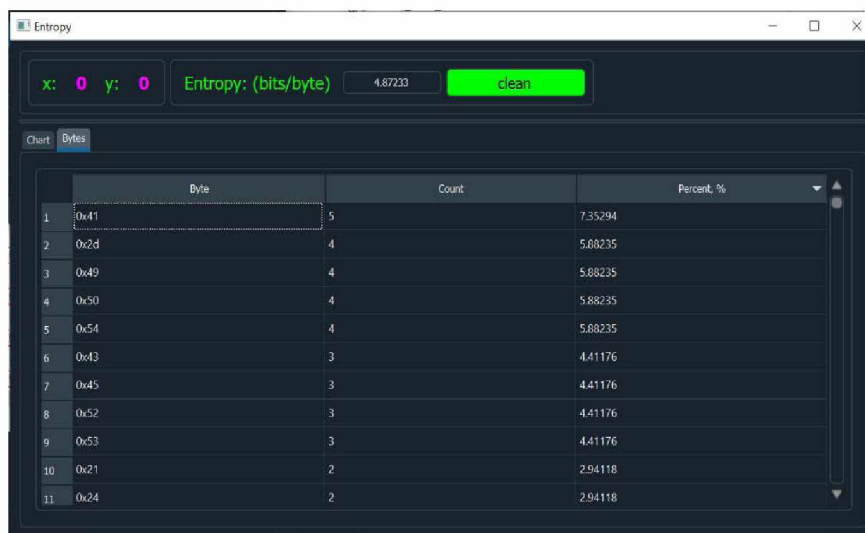 Entropy
x: 0 y: 0 Entropy: (bits/byte) 4.87233 clean
Chart Bytes
Byte Count Percent, %
1 0x41 5 7.35294
2 0x2d 4 5.88235
3 0x49 4 5.88235
4 0x50 4 5.88235
5 0x54 4 5.88235
6 0x43 3 4.41176
7 0x45 3 4.41176
8 0x52 3 4.41176
9 0x53 3 4.41176
10 0x21 2 2.94118
11 0x24 2 2.94118